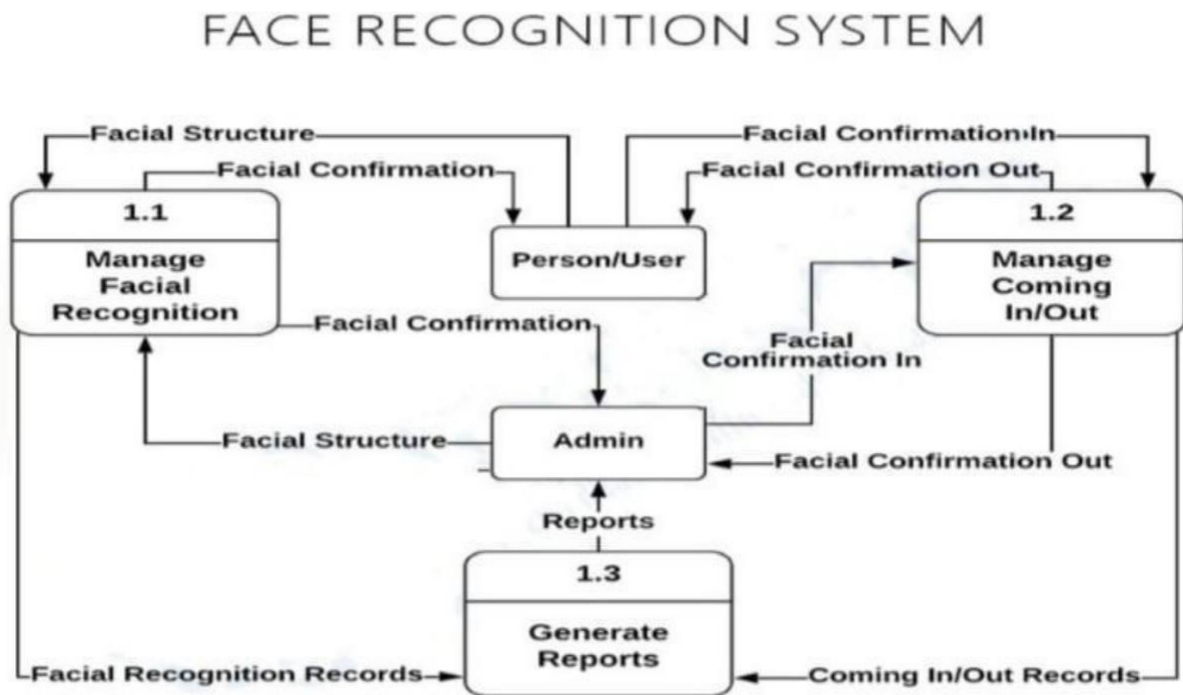 FACE RECOGNITION SYSTEM
Facial Structure
Facial Confirmation In
Facial Confirmation
Facial Confirmation Out
1.1
Manage
Facial
Recognition
Person/User
1.2
Manage
Coming
In/Out
Facial Confirmation
Facial
Confirmation In
Facial Structure
Admin
Facial Confirmation Out
Reports
1.3
Generate
Reports
Facial Recognition Records
Coming In/Out Records